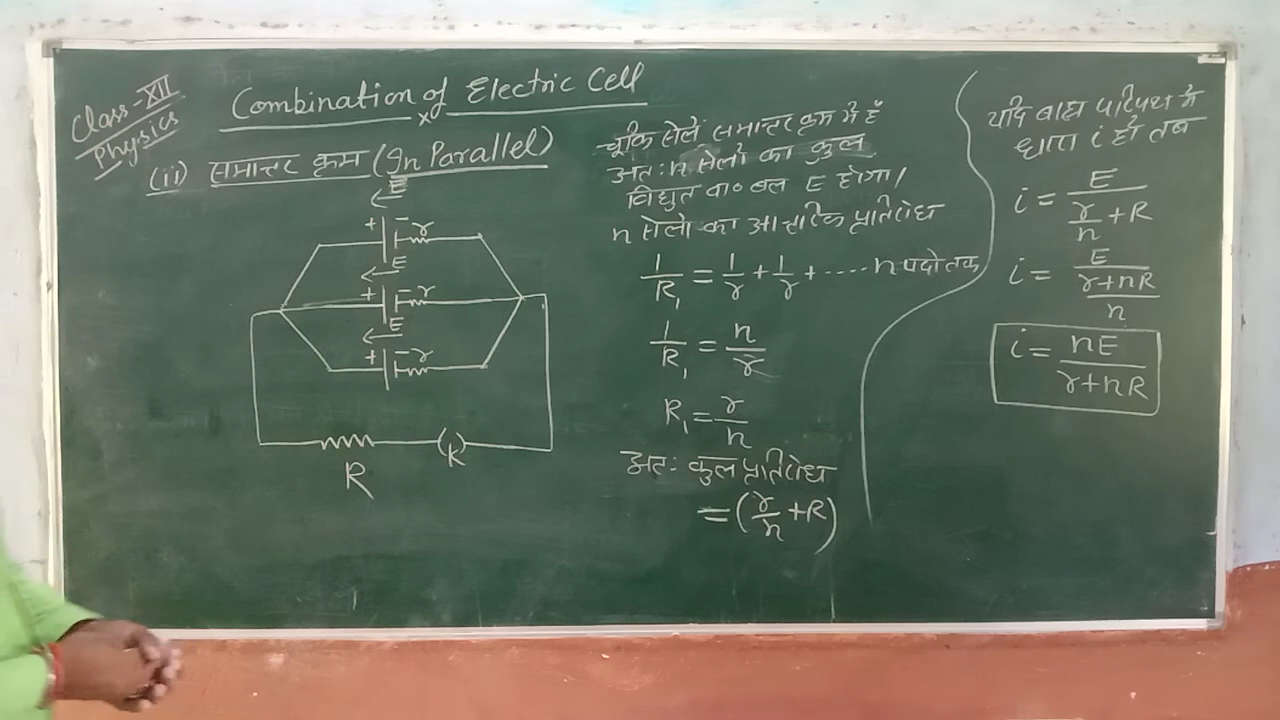 Class-XII
Physics
Combination of Electric Cell
×
(ii) समान्तर क्रम (In Parallel)
E
+ - r
E
+ - r
E
+ - r
R
K
चूंकि सेलें समान्तर क्रम में हैं
अतः n सेलों का कुल
विद्युत वा० बल E होगा।
n सेलों का आन्तरिक प्रतिरोध
1/R₁ = 1/r + 1/r + ---- n पदों तक
1/R₁ = n/r
R₁ = r/n
अतः कुल प्रतिरोध
= (r/n + R)
यदि बाह्य परिपथ में
धारा i हो तब
i = E/(r/n + R)
i = E/((r+nR)/n)
i = nE/(r+nR)